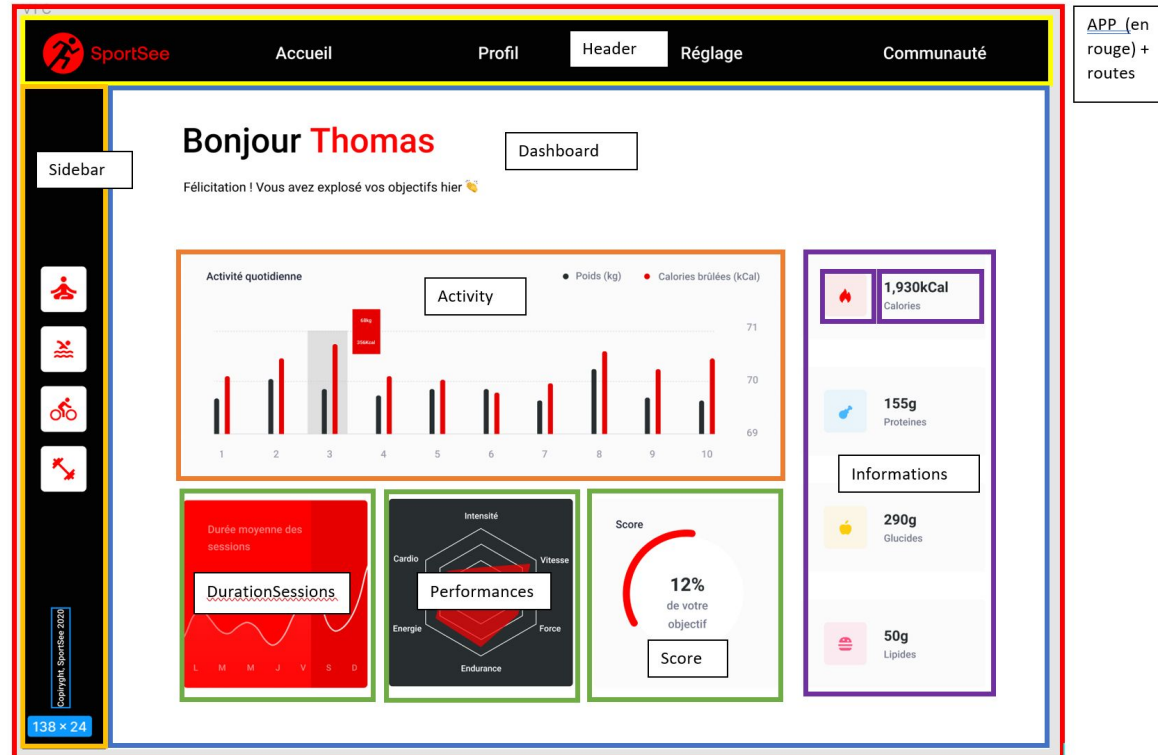 APP (en
rouge) +
routes
SportSee
Accueil
Profil
Header
Réglage
Communauté
Sidebar
Bonjour Thomas
Dashboard
Félicitation ! Vous avez explosé vos objectifs hier 👏
Activité quotidienne
Poids (kg)
Calories brûlées (kCal)
Activity
68kg
71
70
69
1 2 3 4 5 6 7 8 9 10
1,930kCal
Calories
155g
Proteines
Informations
290g
Glucides
50g
Lipides
Durée moyenne des
sessions
DurationSessions
L M M J V S D
Intensité
Cardio
Vitesse
Performances
Energie
Force
Endurance
Score
12%
de votre
objectif
Score
Copiryght, SportSee 2020
138 × 24